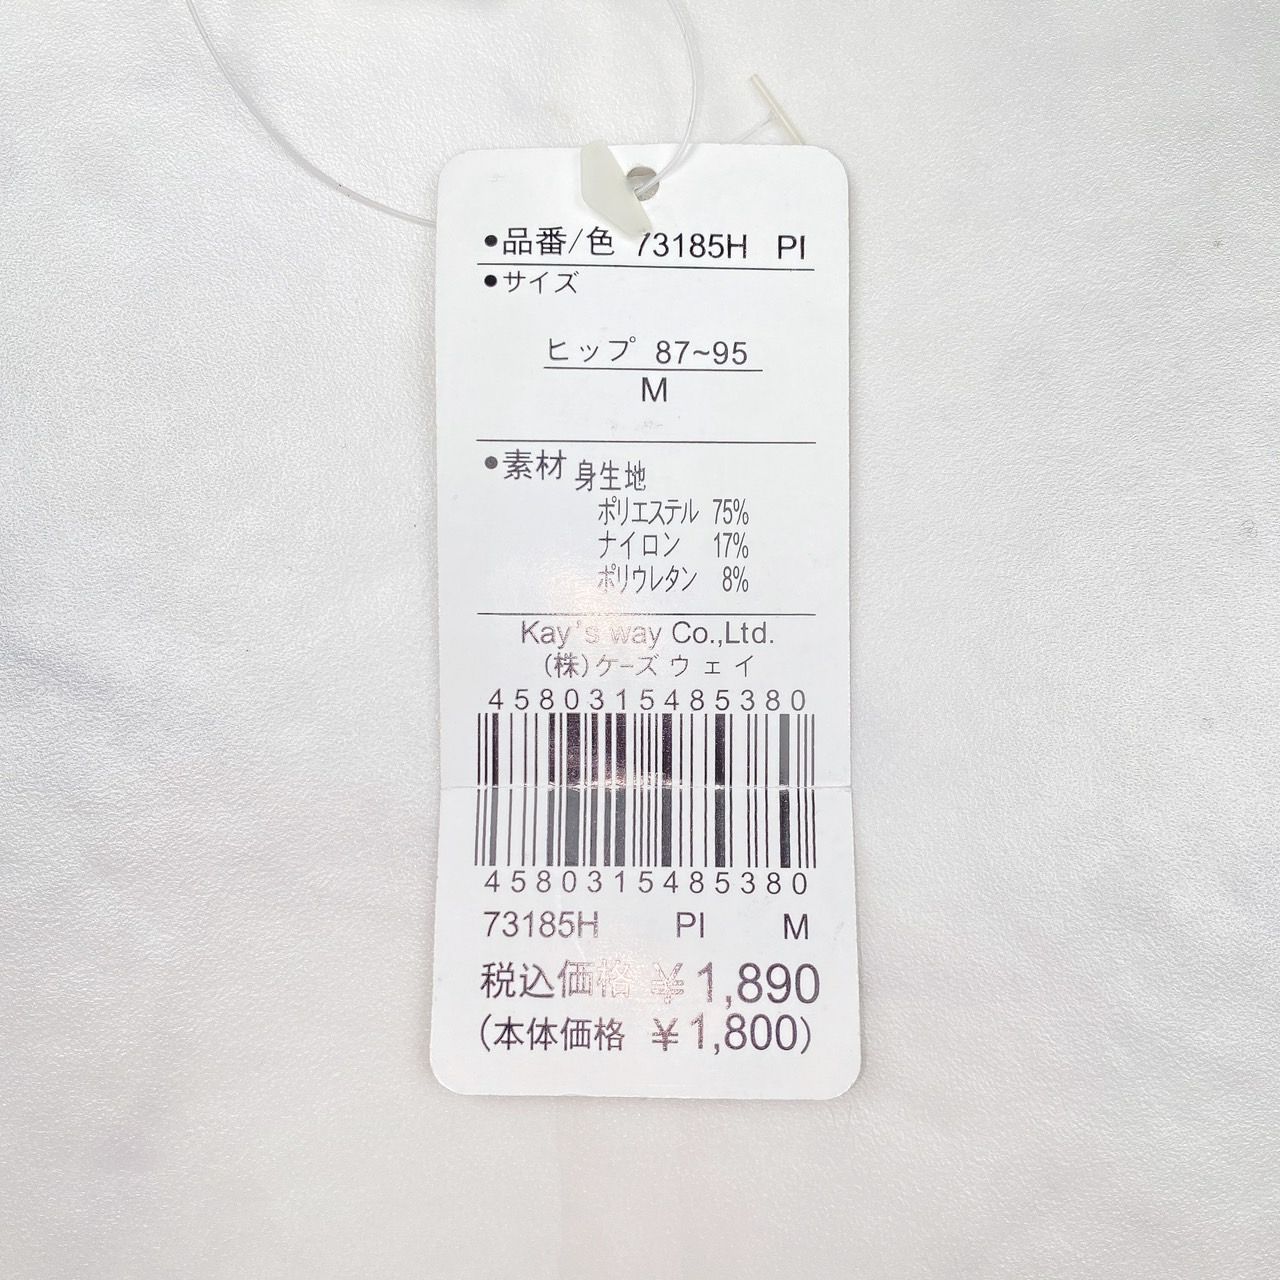 ●品番/色 73185H PI
●サイズ
ヒップ 87~95
M
●素材 身生地
ポリエステル 75%
ナイロン 17%
ポリウレタン 8%
Kay's way Co.,Ltd.
(株)ケーズウェイ
4580315485380
4580315485380
73185H PI M
税込価格 ¥1,890
(本体価格 ¥1,800)